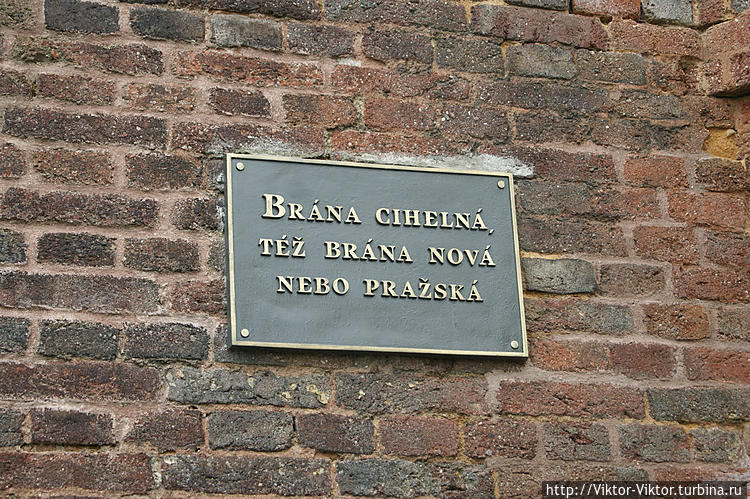 Brána cihelná,
též brána nová
nebo pražská
http://Viktor-Viktor.turbina.ru/